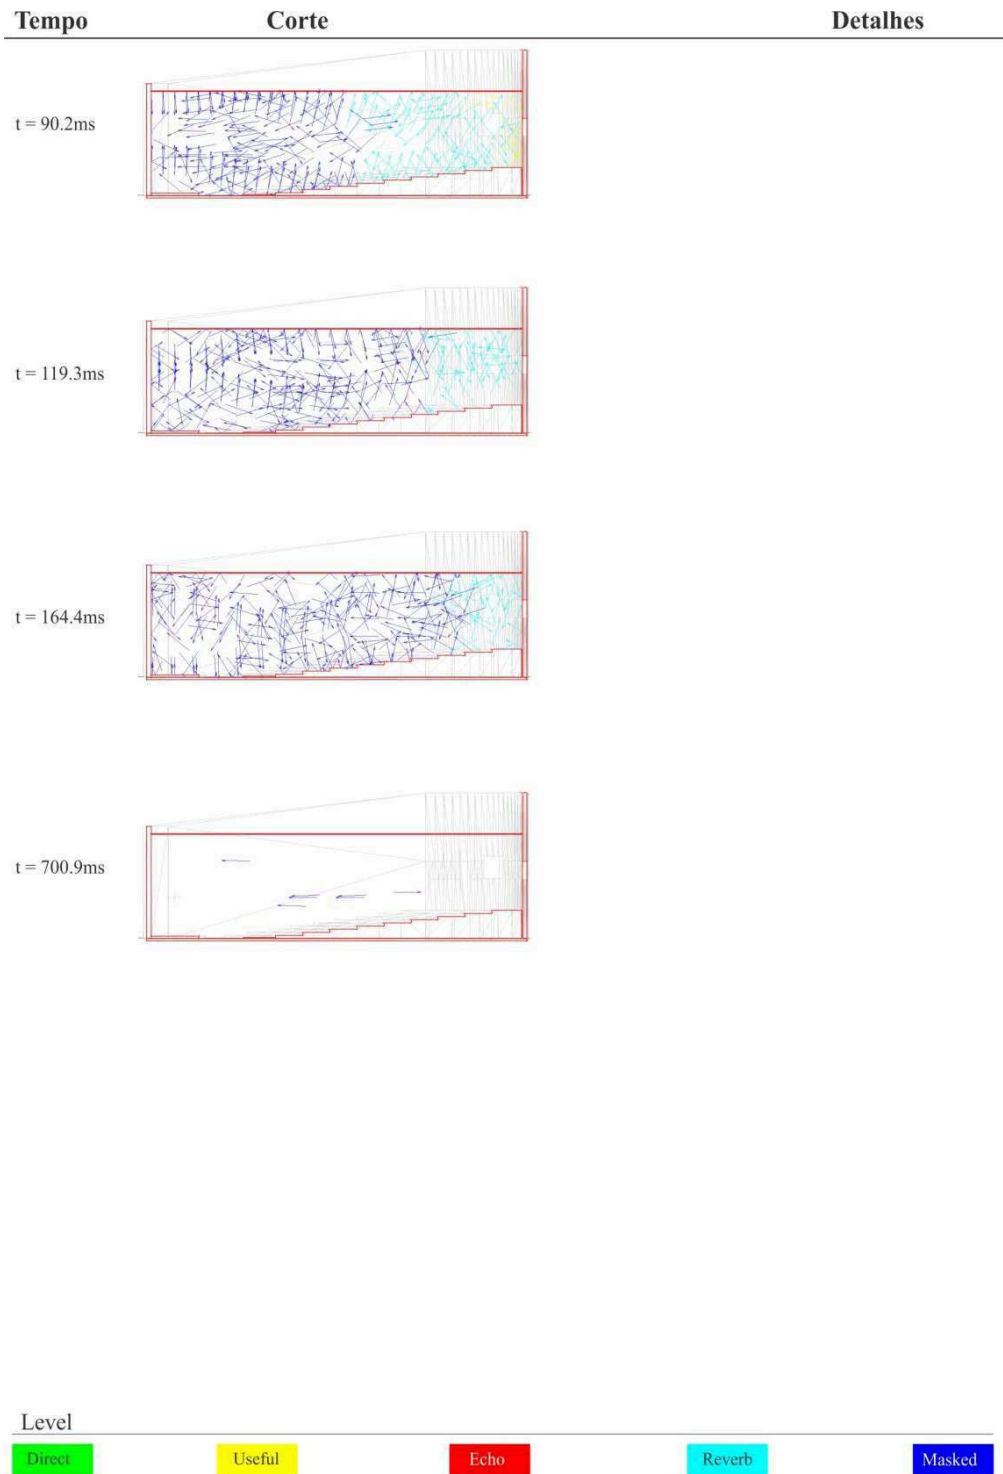 Tempo Corte Detalhes
t = 90.2ms
t = 119.3ms
t = 164.4ms
t = 700.9ms
Level
Direct Useful Echo Reverb Masked